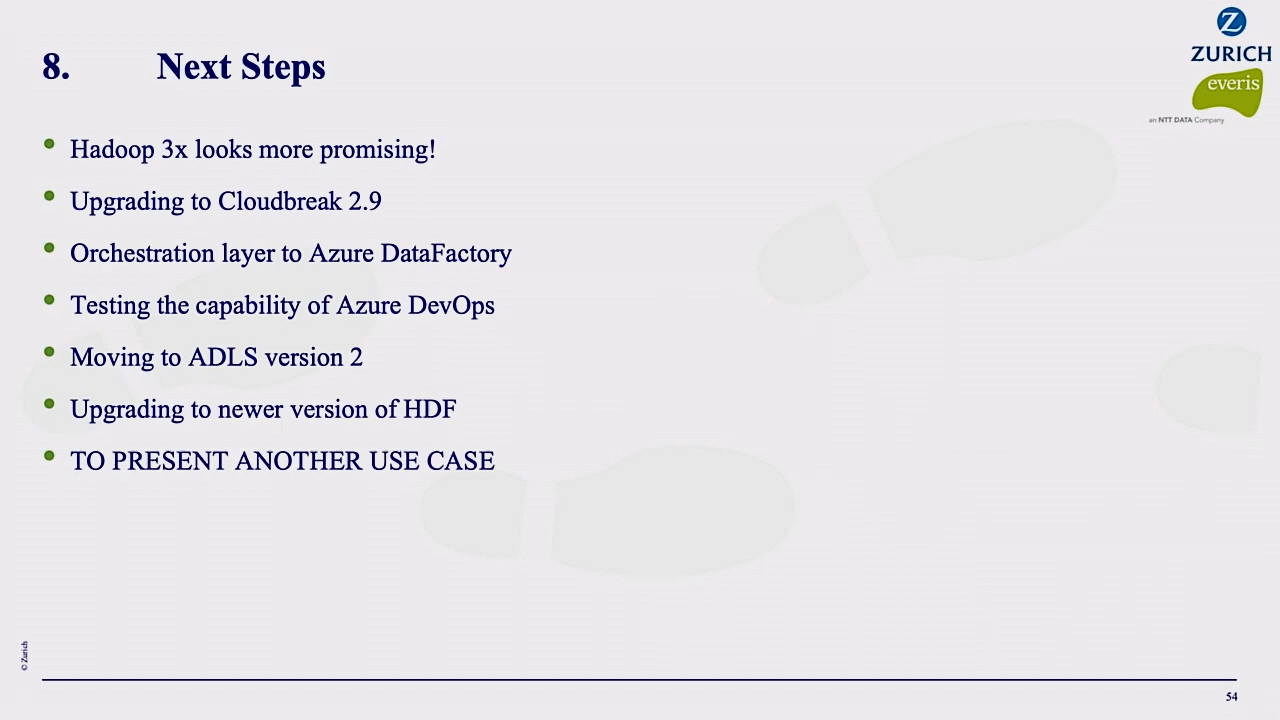 8. Next Steps
Z
ZURICH
everis
an NTT DATA Company
• Hadoop 3x looks more promising!
• Upgrading to Cloudbreak 2.9
• Orchestration layer to Azure DataFactory
• Testing the capability of Azure DevOps
• Moving to ADLS version 2
• Upgrading to newer version of HDF
• TO PRESENT ANOTHER USE CASE
© Zurich
54